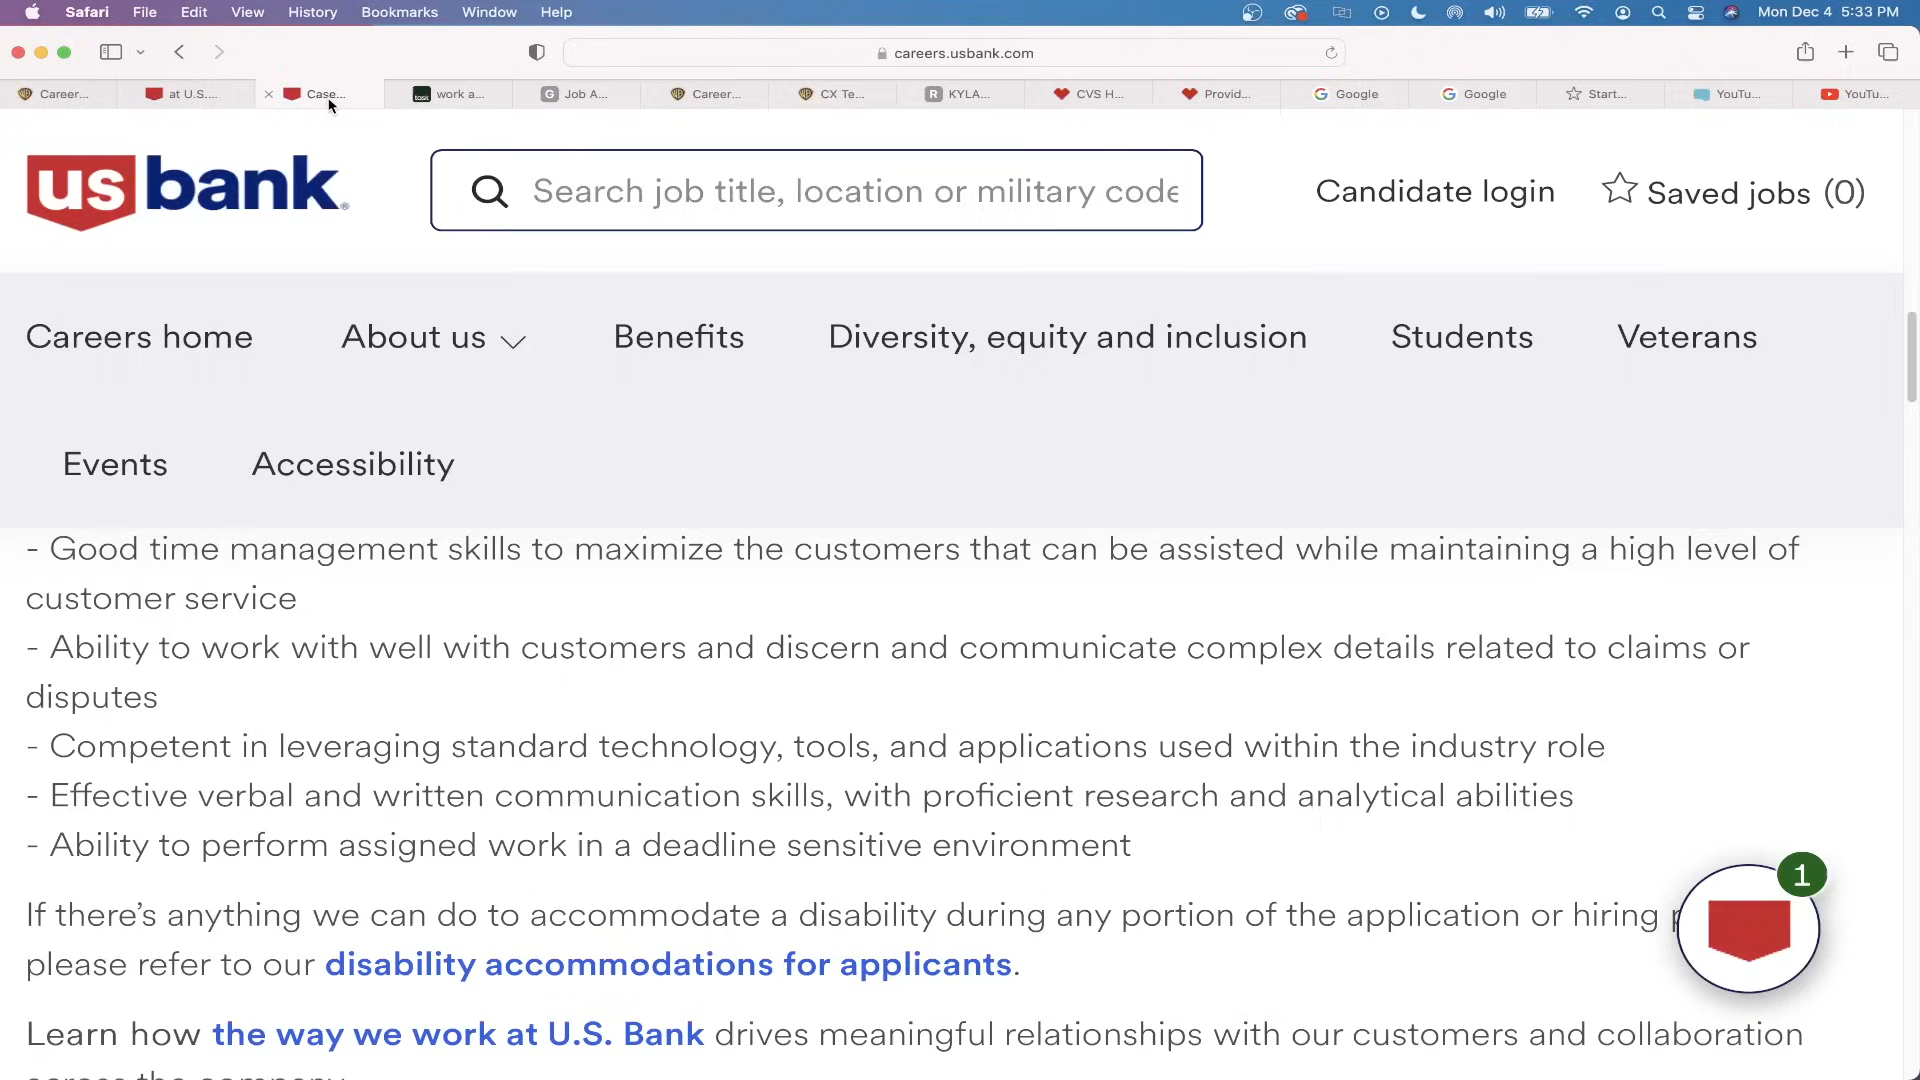 Safari File Edit View History Bookmarks Window Help Mon Dec 4 5:33 PM
careers.usbank.com
Career... at U.S.... Case... task work a... G Job A... Career... CX Te... R KYLA... CVS H... Provid... Google Google Start... YouTu... YouTu...
us bank® Search job title, location or military code Candidate login Saved jobs (0)
Careers home About us Benefits Diversity, equity and inclusion Students Veterans
Events Accessibility
- Good time management skills to maximize the customers that can be assisted while maintaining a high level of
customer service
- Ability to work with well with customers and discern and communicate complex details related to claims or
disputes
- Competent in leveraging standard technology, tools, and applications used within the industry role
- Effective verbal and written communication skills, with proficient research and analytical abilities
- Ability to perform assigned work in a deadline sensitive environment
1
If there's anything we can do to accommodate a disability during any portion of the application or hiring
please refer to our disability accommodations for applicants.
Learn how the way we work at U.S. Bank drives meaningful relationships with our customers and collaboration
across the company.